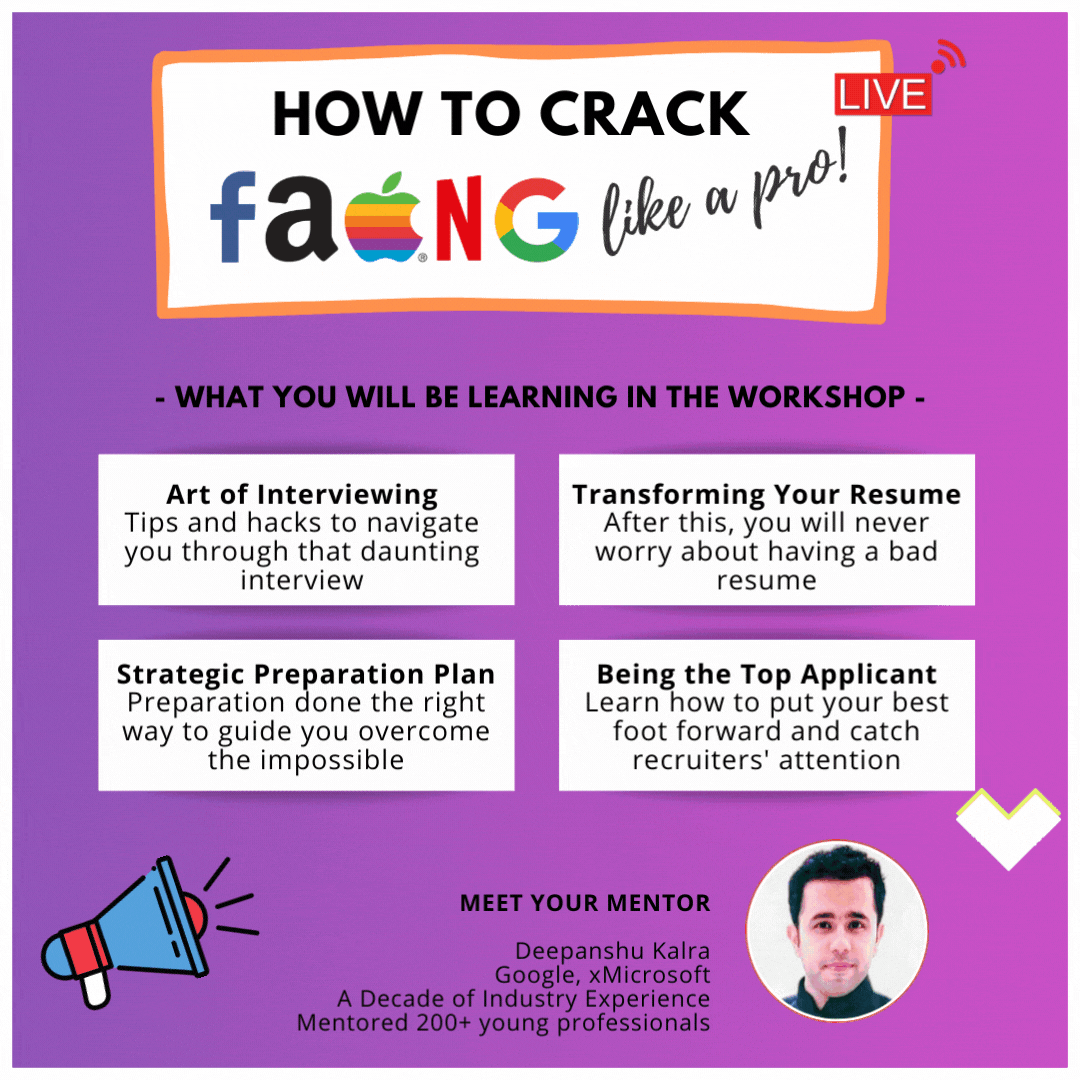 HOW TO CRACK
LIVE
faNG like a pro!
®
- WHAT YOU WILL BE LEARNING IN THE WORKSHOP -
Art of Interviewing
Tips and hacks to navigate
you through that daunting
interview
Transforming Your Resume
After this, you will never
worry about having a bad
resume
Strategic Preparation Plan
Preparation done the right
way to guide you overcome
the impossible
Being the Top Applicant
Learn how to put your best
foot forward and catch
recruiters' attention
MEET YOUR MENTOR
Deepanshu Kalra
Google, xMicrosoft
A Decade of Industry Experience
Mentored 200+ young professionals